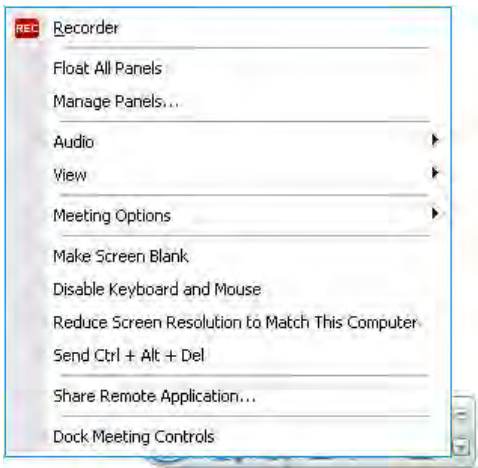 REC Recorder
Float All Panels
Manage Panels...
Audio
View
Meeting Options
Make Screen Blank
Disable Keyboard and Mouse
Reduce Screen Resolution to Match This Computer
Send Ctrl + Alt + Del
Share Remote Application...
Dock Meeting Controls